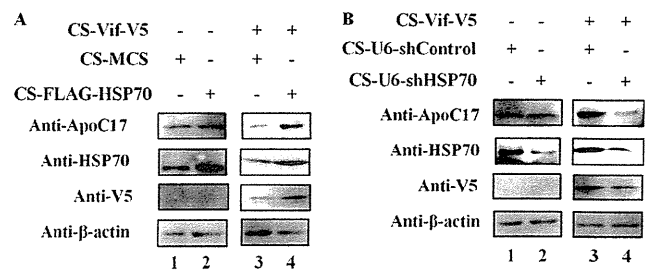 A
CS-Vif-V5 - - + +
CS-MCS + - + -
CS-FLAG-HSP70 - + - +
Anti-ApoC17
Anti-HSP70
Anti-V5
Anti-β-actin
1 2 3 4
B
CS-Vif-V5 - - + +
CS-U6-shControl + - + -
CS-U6-shHSP70 - + - +
Anti-ApoC17
Anti-HSP70
Anti-V5
Anti-β-actin
1 2 3 4